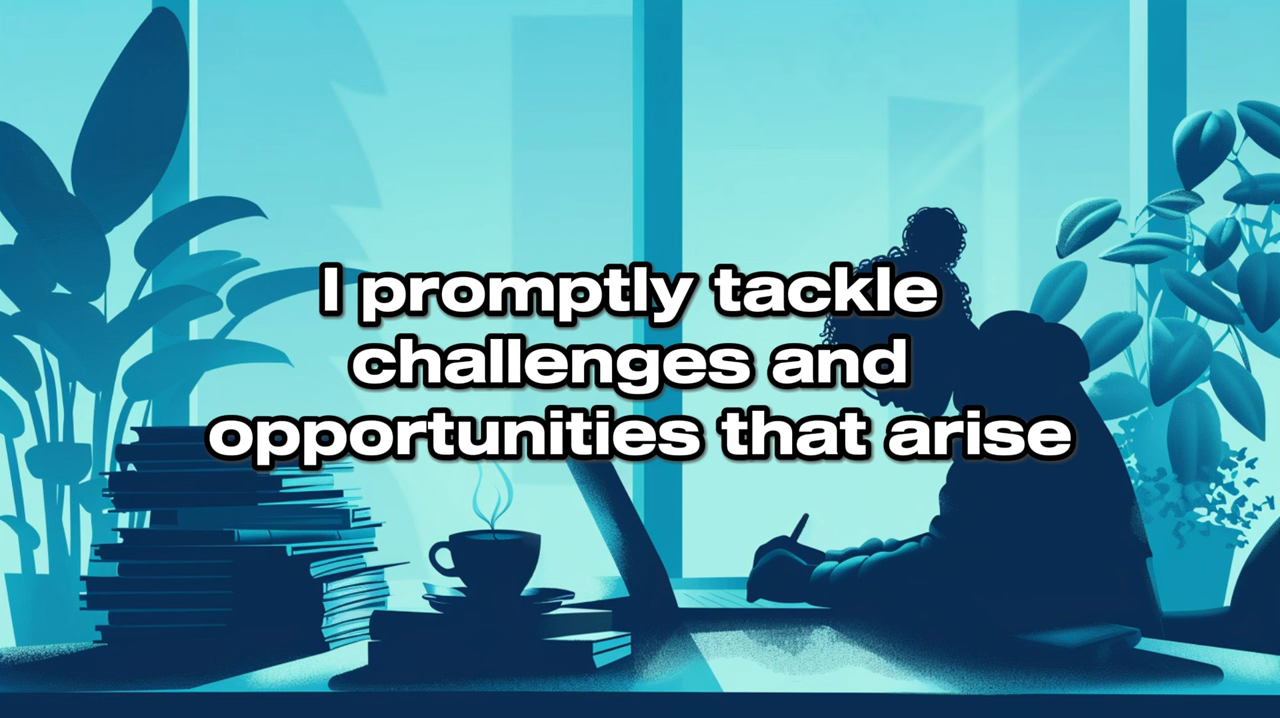 I promptly tackle
challenges and
opportunities that arise